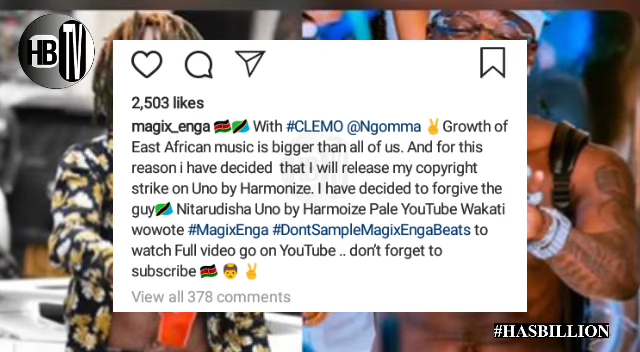 HB TV
2,503 likes
magix_enga 🇰🇪🇹🇿 With #CLEMO @Ngomma ✌️Growth of
East African music is bigger than all of us. And for this
reason i have decided that I will release my copyright
strike on Uno by Harmonize. I have decided to forgive the
guy🇹🇿 Nitarudisha Uno by Harmoize Pale YouTube Wakati
wowote #MagixEnga #DontSampleMagixEngaBeats to
watch Full video go on YouTube .. don't forget to
subscribe 🇰🇪 👨 ✌️
View all 378 comments
#HASBILLION